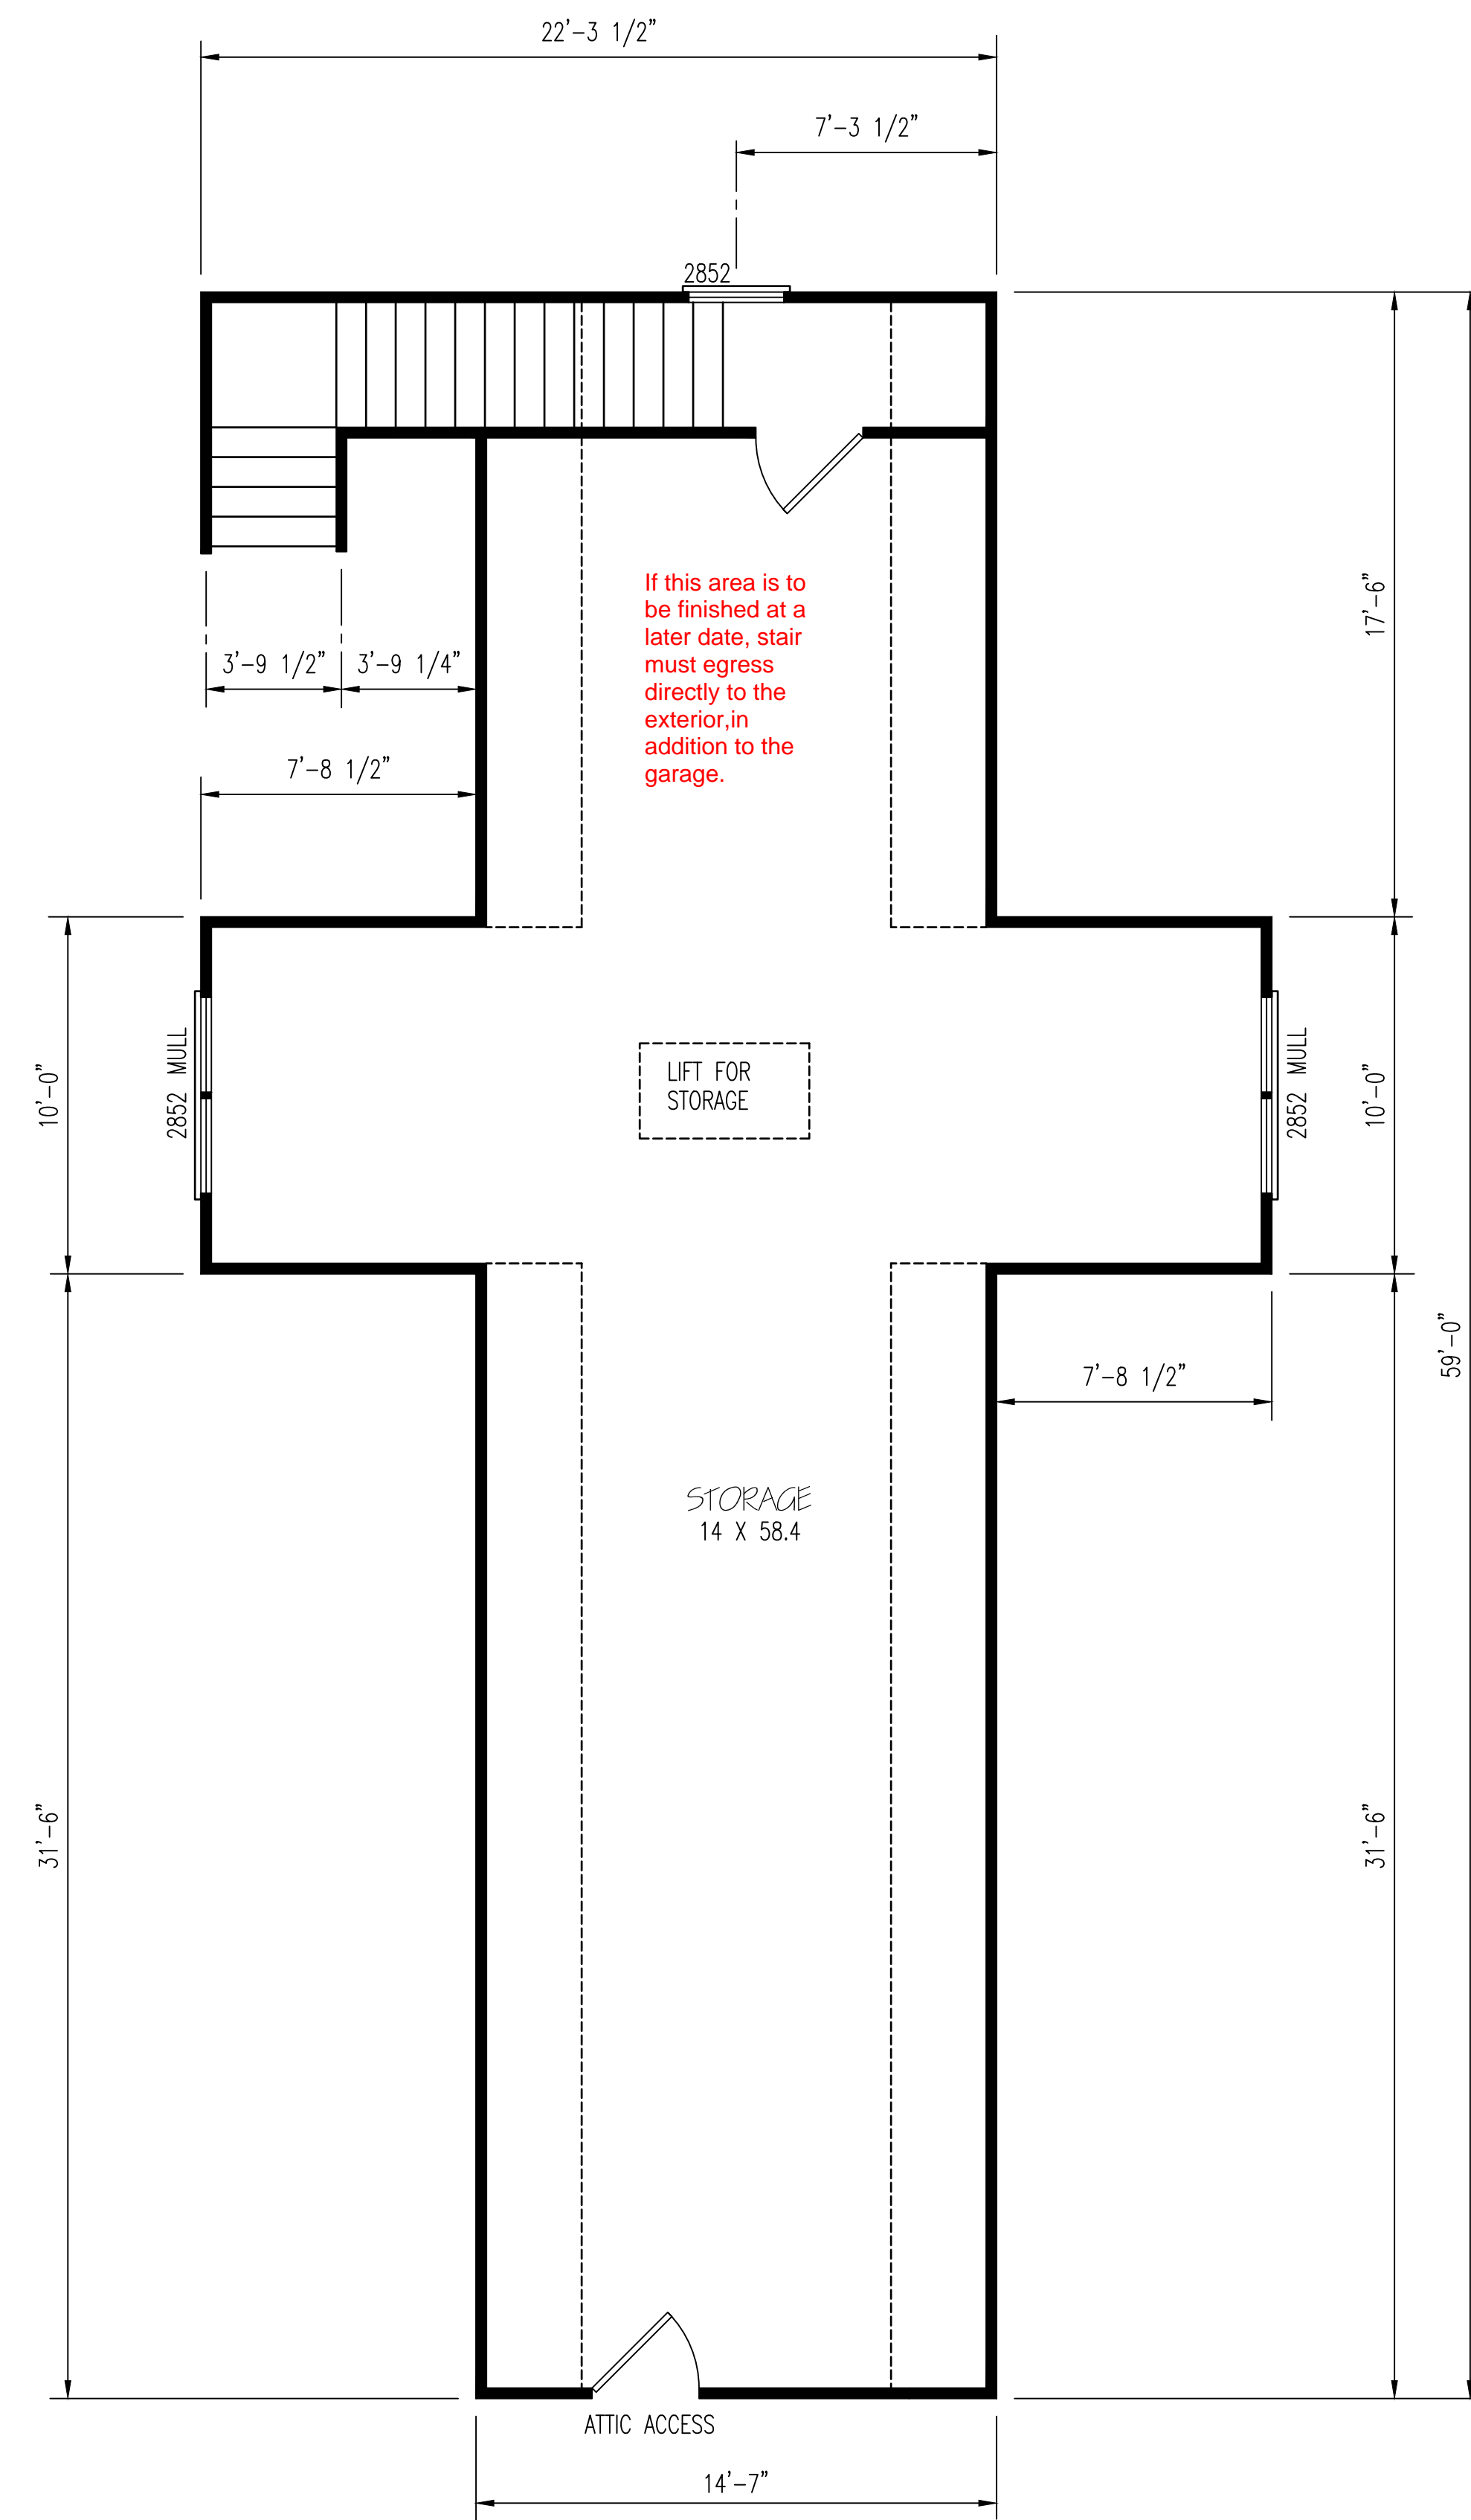 22'-3 1/2"
7'-3 1/2"
2852
If this area is to
be finished at a
later date, stair
must egress
directly to the
exterior,in
addition to the
garage.
17'-6"
3'-9 1/2"
3'-9 1/4"
7'-8 1/2"
10'-0"
2852 MULL
LIFT FOR
STORAGE
2852 MULL
10'-0"
59'-0"
7'-8 1/2"
STORAGE
14 X 58.4
31'-6"
31'-6"
ATTIC ACCESS
14'-7"